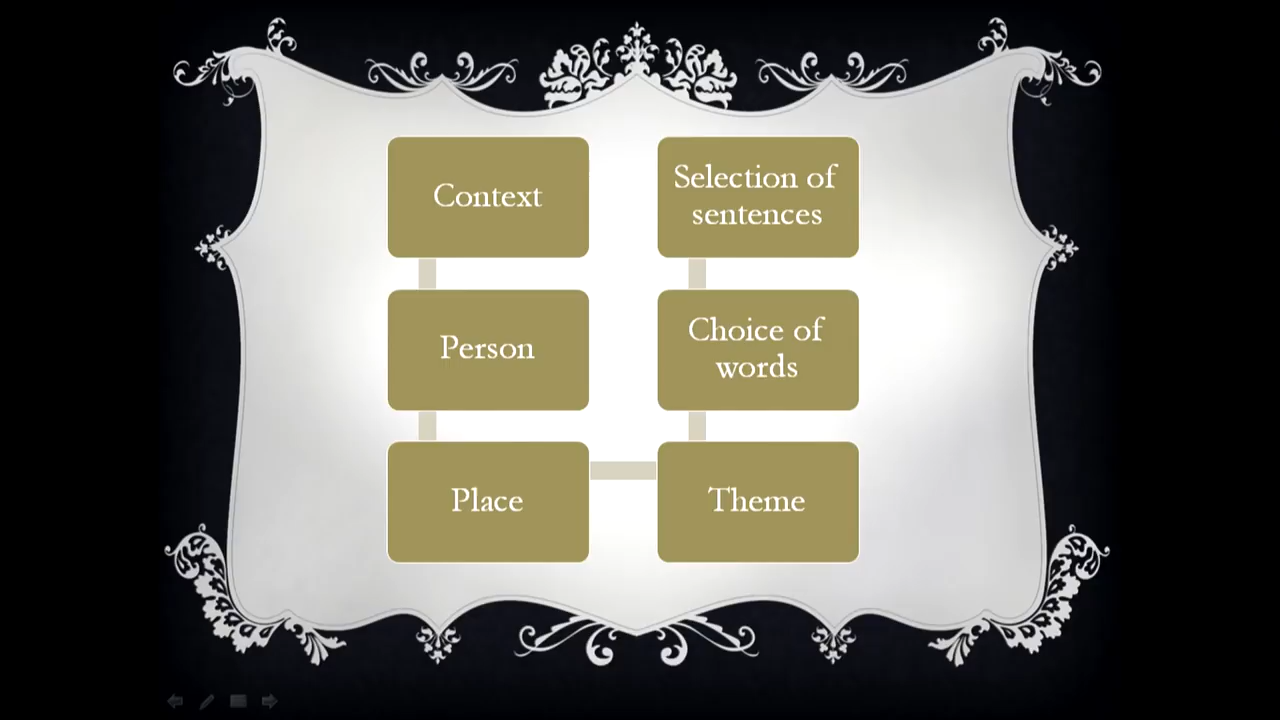 Context
Person
Place
Theme
Choice of
words
Selection of
sentences